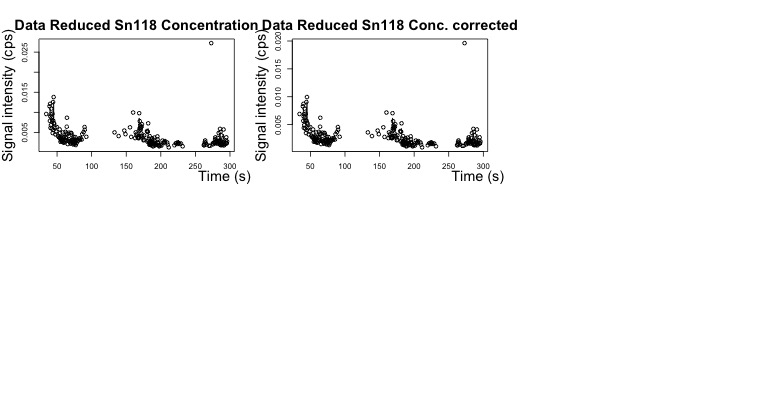 Data Reduced Sn118 Concentration
Signal intensity (cps)
0.025
0.015
0.005
50 100 150 200 250 300
Time (s)
Data Reduced Sn118 Conc. corrected
Signal intensity (cps)
0.020
0.015
0.010
0.005
50 100 150 200 250 300
Time (s)